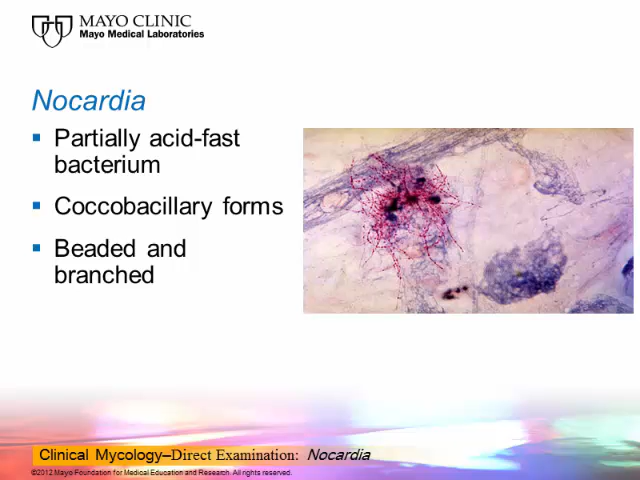 MAYO CLINIC
Mayo Medical Laboratories
Nocardia
Partially acid-fast
bacterium
Coccobacillary forms
Beaded and
branched
Clinical Mycology–Direct Examination: Nocardia
©2012 Mayo Foundation for Medical Education and Research. All rights reserved.